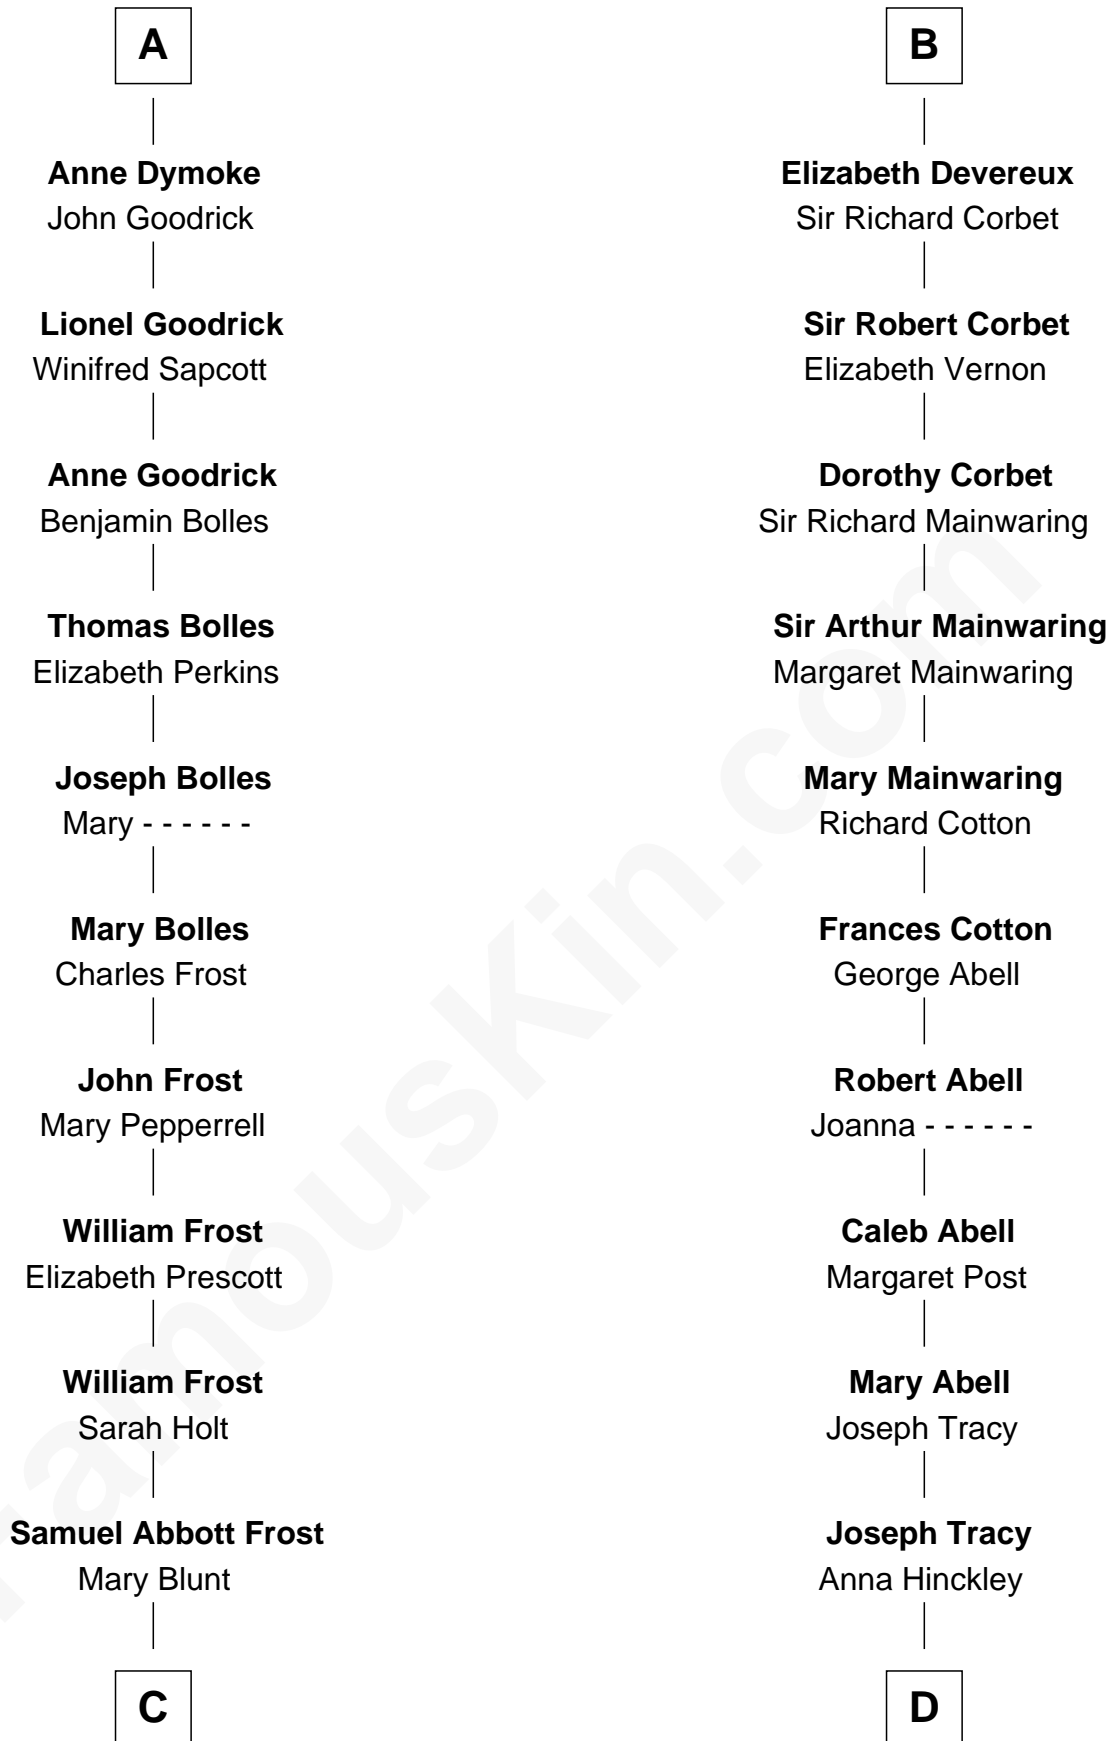 A
Anne Dymoke
John Goodrick
Lionel Goodrick
Winifred Sapcott
Anne Goodrick
Benjamin Bolles
Thomas Bolles
Elizabeth Perkins
Joseph Bolles
Mary - - - - - -
Mary Bolles
Charles Frost
John Frost
Mary Pepperrell
William Frost
Elizabeth Prescott
William Frost
Sarah Holt
Samuel Abbott Frost
Mary Blunt
C
B
Elizabeth Devereux
Sir Richard Corbet
Sir Robert Corbet
Elizabeth Vernon
Dorothy Corbet
Sir Richard Mainwaring
Sir Arthur Mainwaring
Margaret Mainwaring
Mary Mainwaring
Richard Cotton
Frances Cotton
George Abell
Robert Abell
Joanna - - - - - -
Caleb Abell
Margaret Post
Mary Abell
Joseph Tracy
Joseph Tracy
Anna Hinckley
D
FamousKin.com